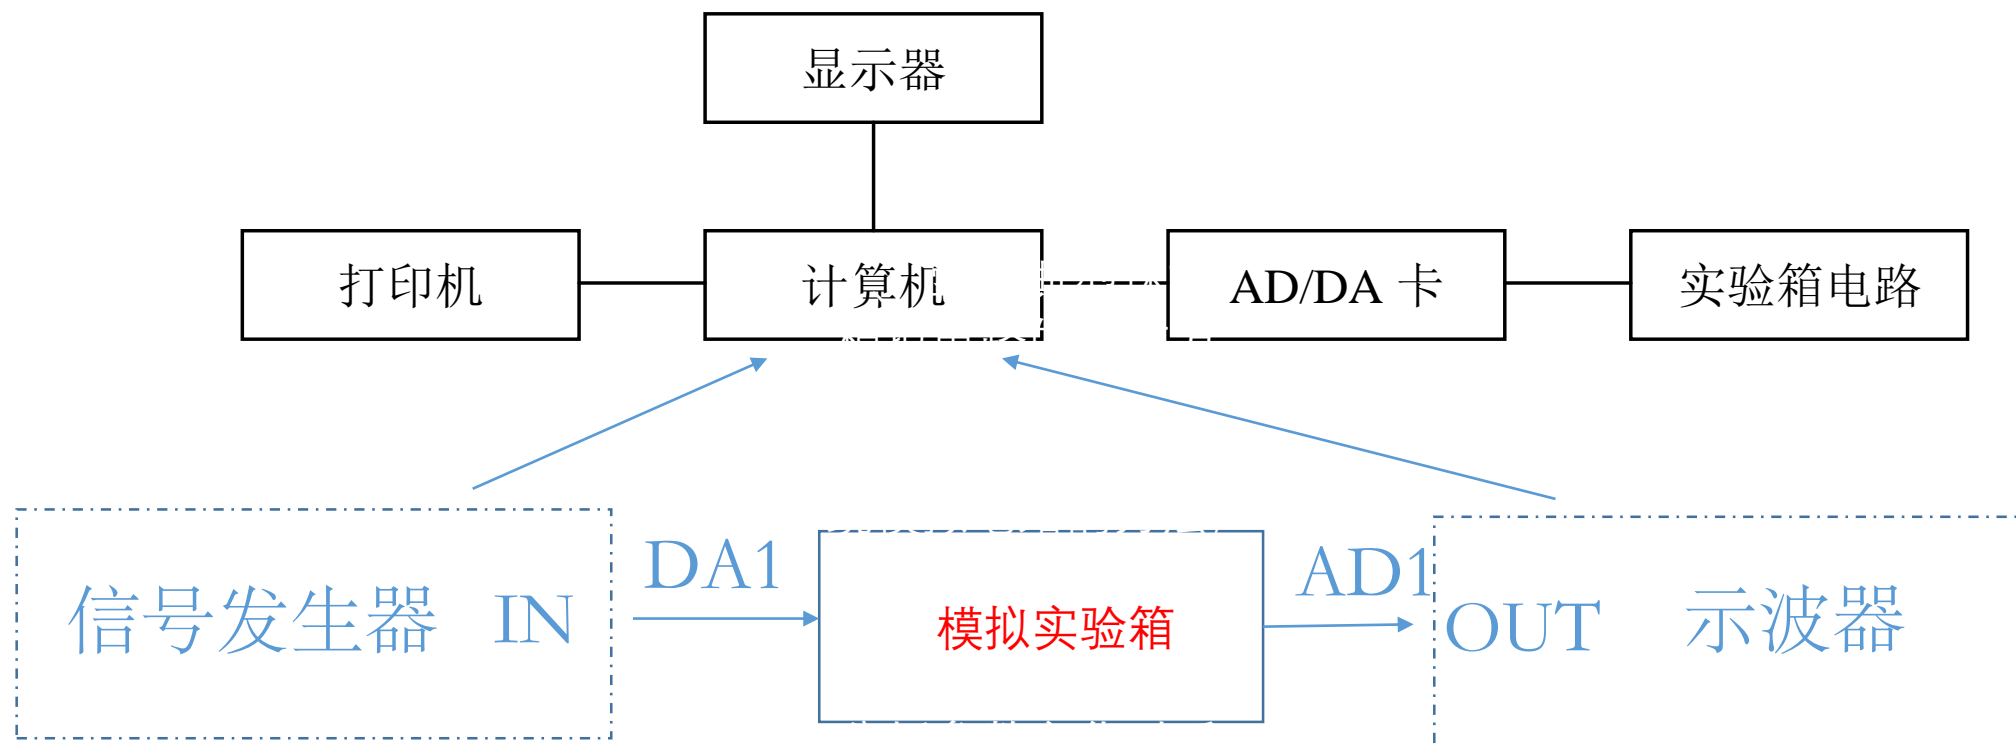 显示器
打印机
计算机
AD/DA 卡
实验箱电路
DA1
AD1
信号发生器 IN
模拟实验箱
OUT 示波器